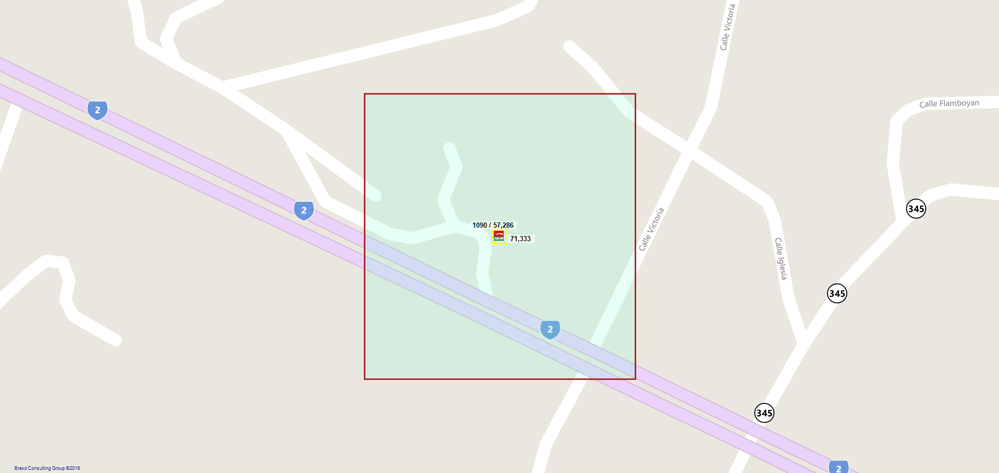 Calle Victoria
Calle Flamboyan
2
345
2
Calle Victoria
1090 / 57,286
71,333
Calle Iglesia
345
2
345
2
Bravo Consulting Group ©2016